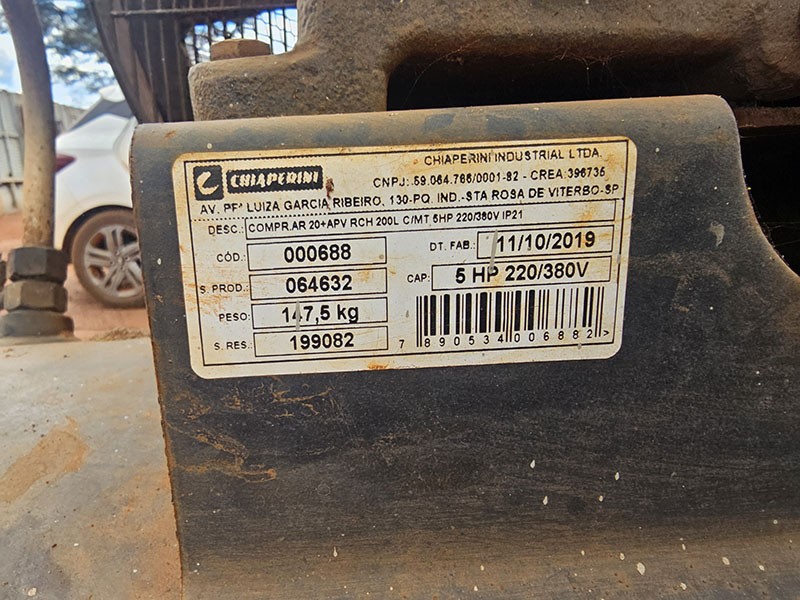 CHIAPERINI
CHIAPERINI INDUSTRIAL LTDA.
CNPJ.: 59.064.766/0001-82 - CREA 396735
AV. PFª LUIZA GARCIA RIBEIRO, 130-PQ. IND.-STA ROSA DE VITERBO-SP
DESC.: COMPR.AR 20+APV RCH 200L C/MT 5HP 220/380V IP21
CÓD.: 000688
DT. FAB.: 11/10/2019
S. PROD.: 064632
CAP: 5 HP 220/380V
PESO: 147,5 kg
S. RES.: 199082
7 890534 006882 >